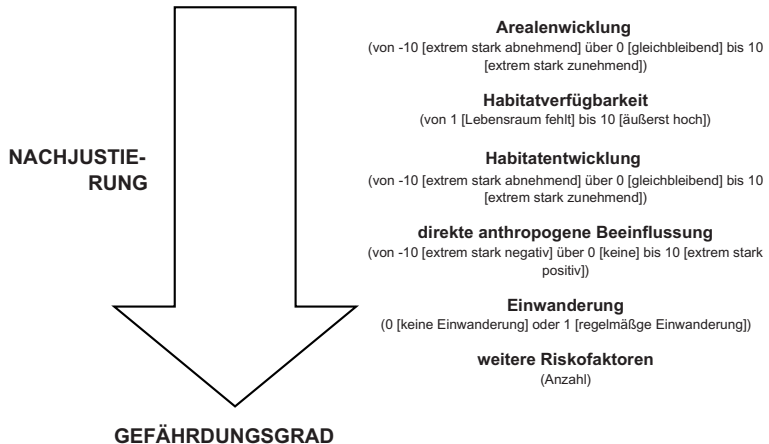 Arealenwicklung
(von -10 [extrem stark abnehmend] über 0 [gleichbleibend] bis 10
[extrem stark zunehmend])
Habitatverfügbarkeit
(von 1 [Lebensraum fehlt] bis 10 [äußerst hoch])
NACHJUSTIE-
RUNG
Habitatentwicklung
(von -10 [extrem stark abnehmend] über 0 [gleichbleibend] bis 10
[extrem stark zunehmend])
direkte anthropogene Beeinflussung
(von -10 [extrem stark negativ] über 0 [keine] bis 10 [extrem stark
positiv])
Einwanderung
(0 [keine Einwanderung] oder 1 [regelmäßge Einwanderung])
weitere Riskofaktoren
(Anzahl)
GEFÄHRDUNGSGRAD